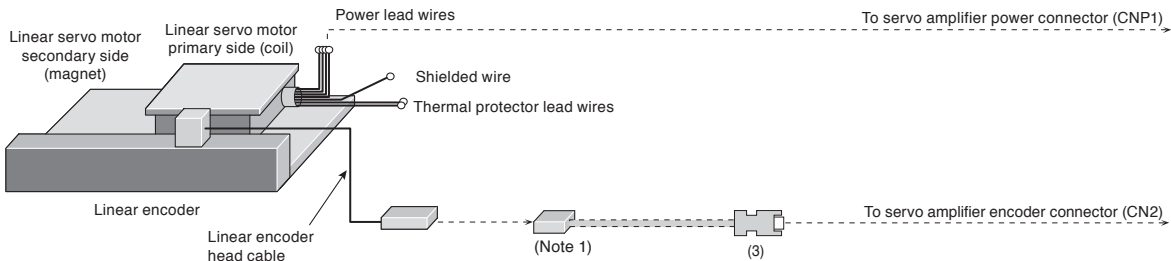 Power lead wires
To servo amplifier power connector (CNP1)
Linear servo motor
secondary side
(magnet)
Linear servo motor
primary side (coil)
Shielded wire
Thermal protector lead wires
Linear encoder
Linear encoder
head cable
(Note 1)
(3)
To servo amplifier encoder connector (CN2)